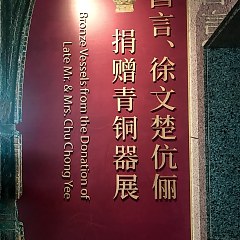 言、徐文楚伉俪
捐赠青铜器展
Bronze Vessels from the Donation of
Late Mr. & Mrs. Chu Chong Yee